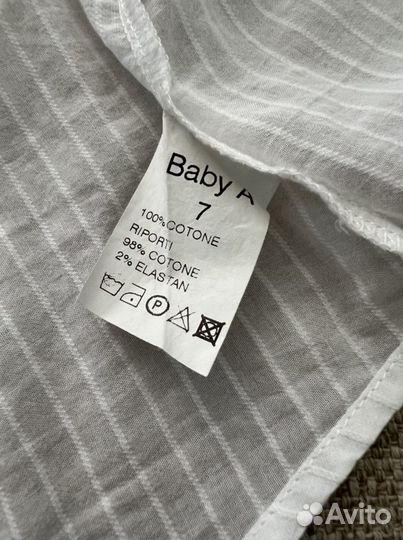 Baby A
7
100% COTONE
RIPORTI
98% COTONE
2% ELASTAN
P
Avito